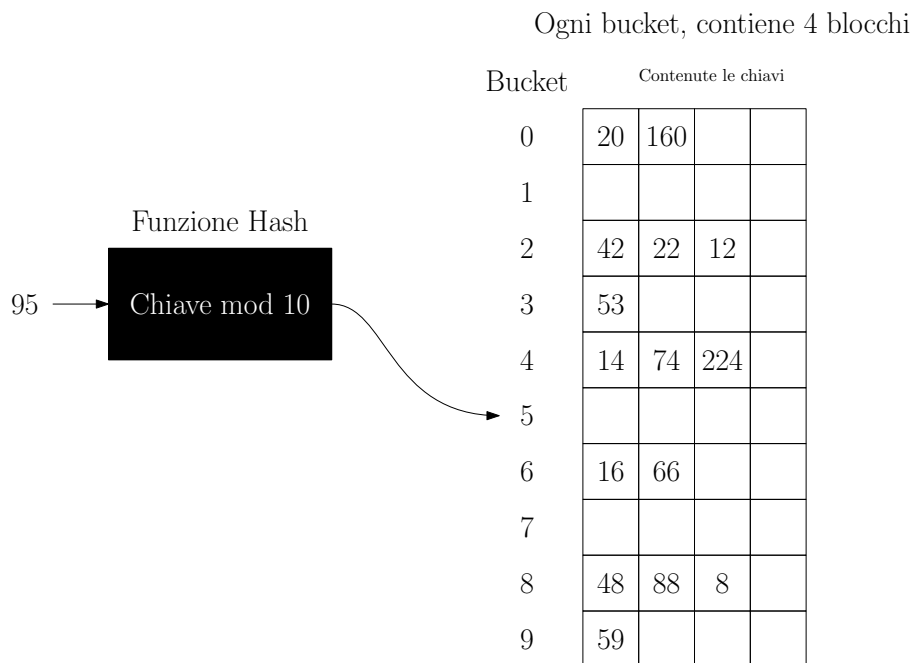 Ogni bucket, contiene 4 blocchi
Bucket
Contenute le chiavi
0 20 160
1
Funzione Hash
2 42 22 12
95 Chiave mod 10
3 53
4 14 74 224
5
6 16 66
7
8 48 88 8
9 59